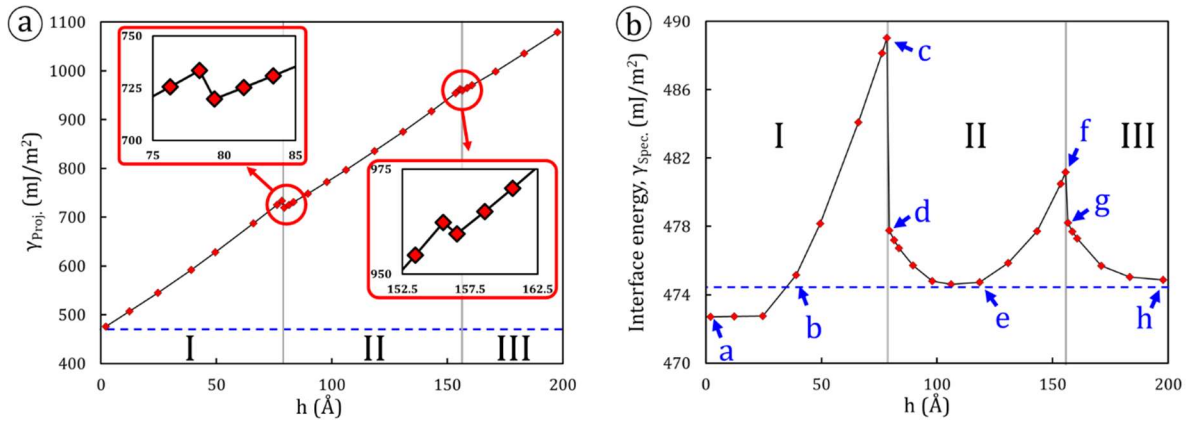 a
1100
1000
900
800
700
600
500
400
γProj. (mJ/m²)
750
725
700
75 80 85
975
950
152.5 157.5 162.5
I II III
0 50 100 150 200
h (Å)
b
490
486
482
478
474
470
Interface energy, γSpec. (mJ/m²)
c
I II III
f
d
g
b
e
h
a
0 50 100 150 200
h (Å)